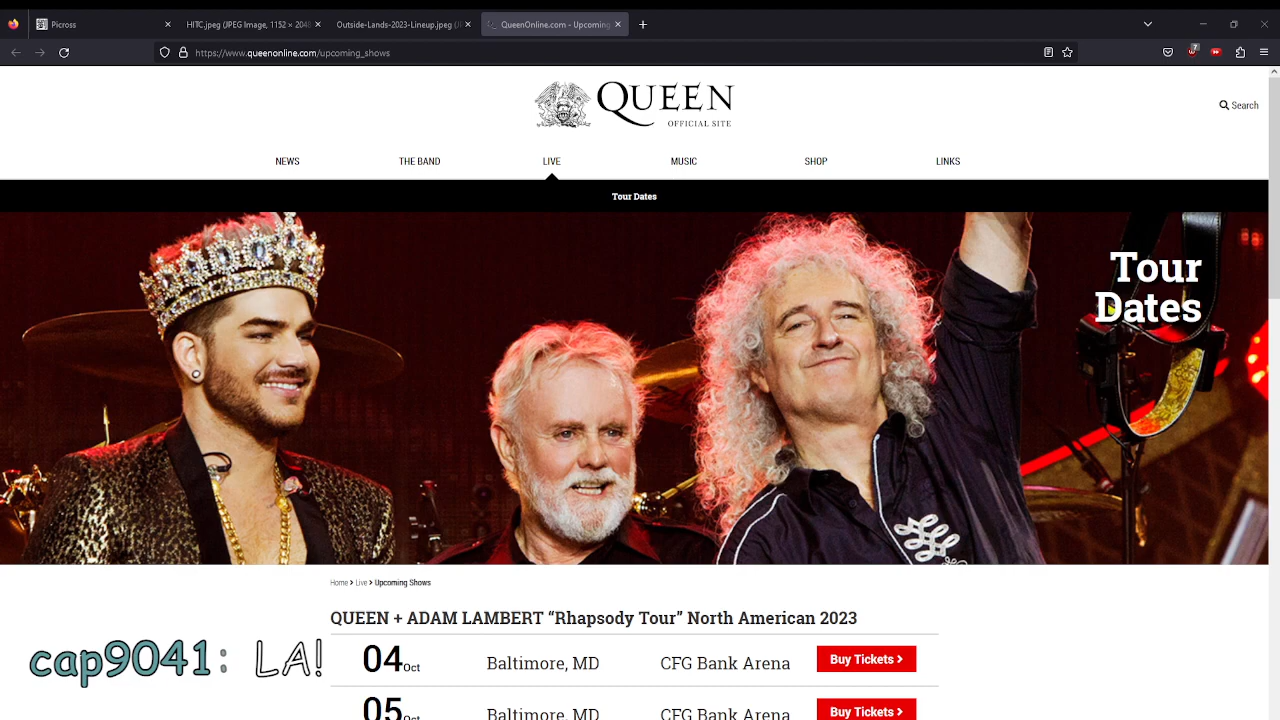 Picross
HITC.jpeg (JPEG Image, 1152 × 2048
Outside-Lands-2023-Lineup.jpeg (
QueenOnline.com - Upcoming
https://www.queenonline.com/upcoming_shows
7
QUEEN
OFFICIAL SITE
Search
NEWS THE BAND LIVE MUSIC SHOP LINKS
Tour Dates
Tour
Dates
Home > Live > Upcoming Shows
QUEEN + ADAM LAMBERT “Rhapsody Tour” North American 2023
04 Oct Baltimore, MD CFG Bank Arena Buy Tickets >
cap9041: LA!
05 Oct Baltimore, MD CFG Bank Arena Buy Tickets >